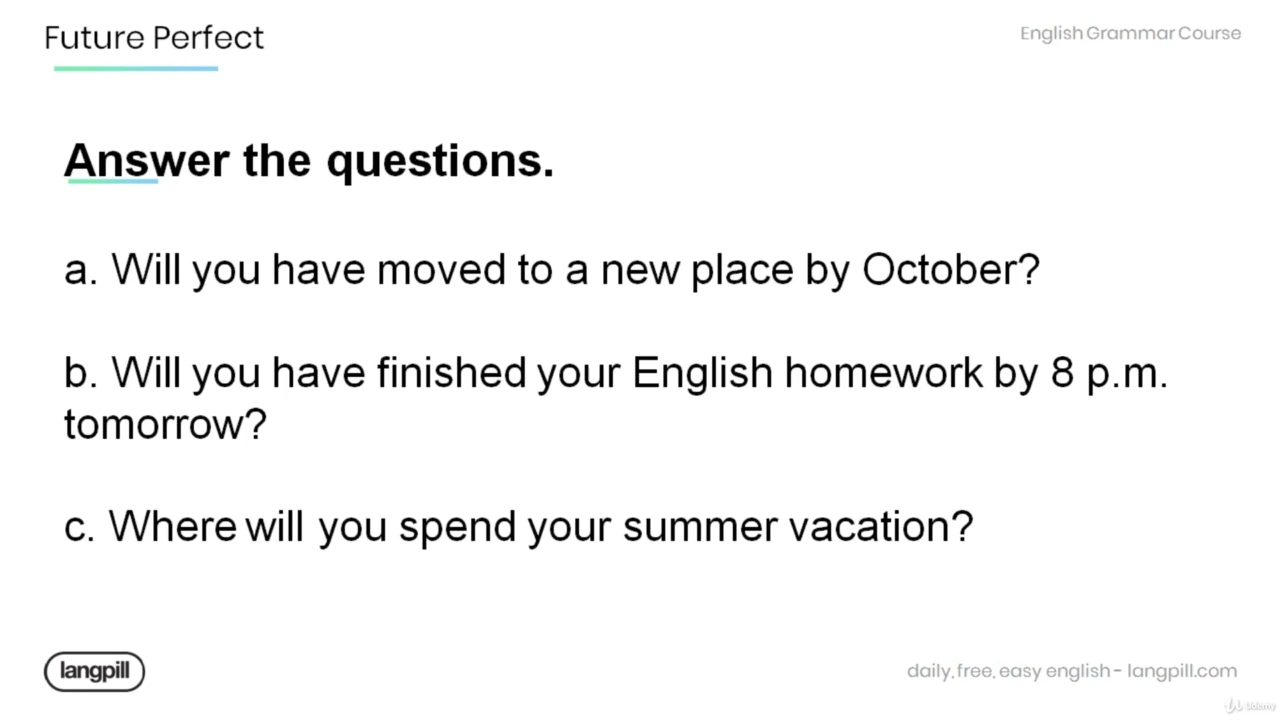 Future Perfect
English Grammar Course
Answer the questions.
a. Will you have moved to a new place by October?
b. Will you have finished your English homework by 8 p.m.
tomorrow?
c. Where will you spend your summer vacation?
langpill
daily, free, easy english - langpill.com
Udemy